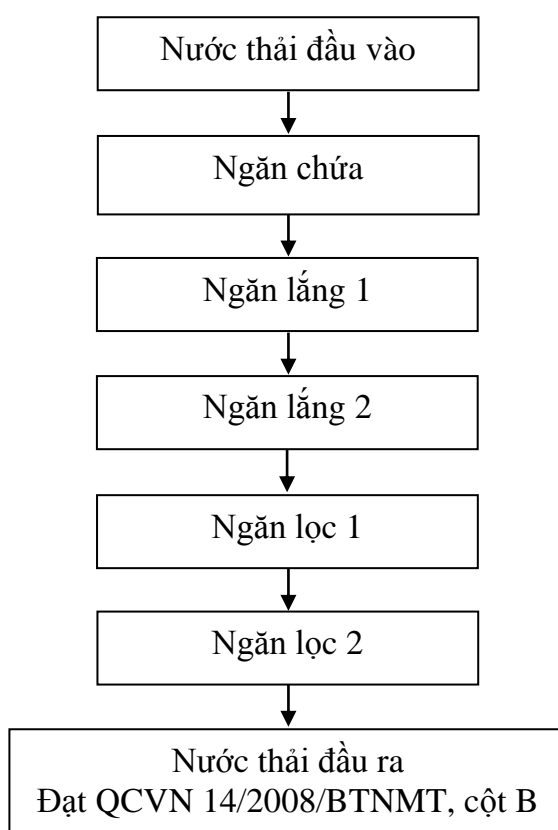 Nước thải đầu vào
Ngăn chứa
Ngăn lắng 1
Ngăn lắng 2
Ngăn lọc 1
Ngăn lọc 2
Nước thải đầu ra
Đạt QCVN 14/2008/BTNMT, cột B